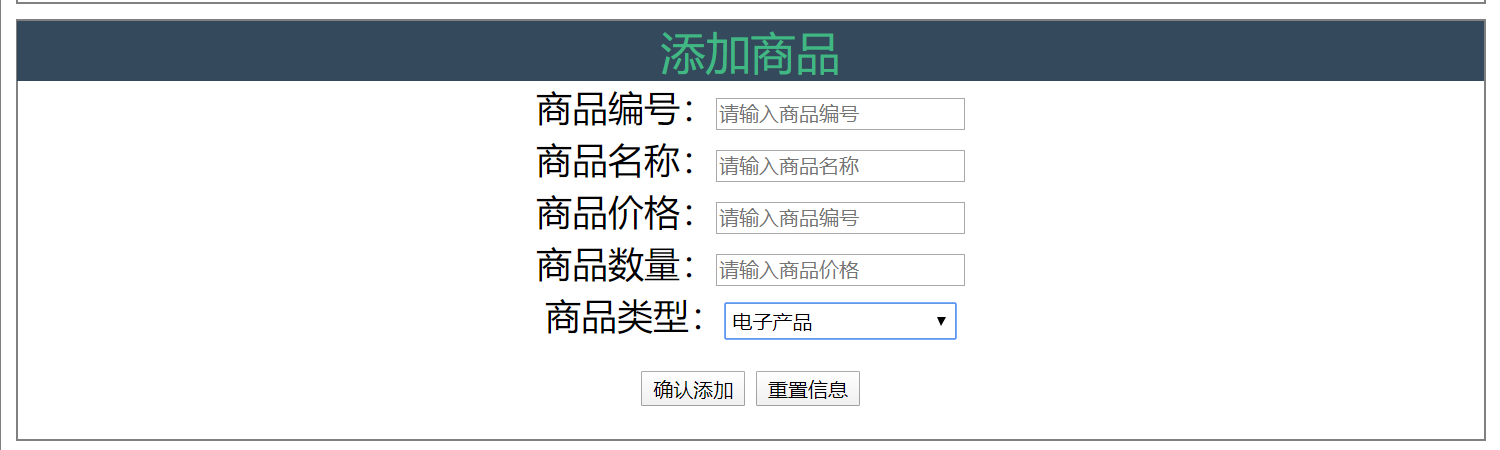 添加商品
商品编号：请输入商品编号
商品名称：请输入商品名称
商品价格：请输入商品编号
商品数量：请输入商品价格
商品类型：电子产品
确认添加 重置信息